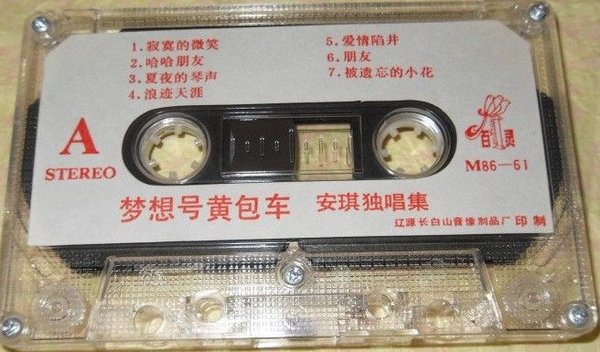 1.寂寞的微笑
2.哈哈朋友
3.夏夜的琴声
4.浪迹天涯
5.爱情陷井
6.朋友
7.被遗忘的小花
A
STEREO
百灵
M86—61
梦想号黄包车 安琪独唱集
辽源长白山音像制品厂印制